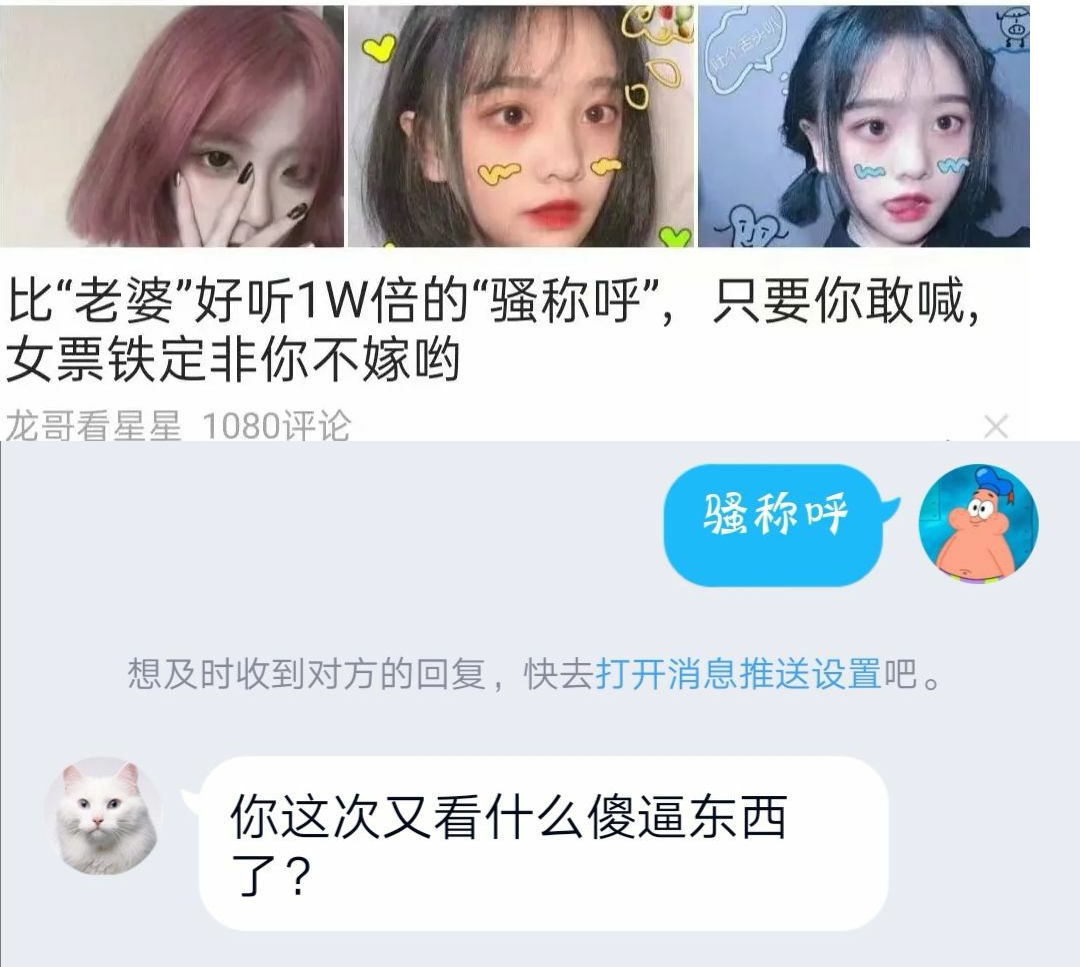 吐个舌头叭
比“老婆”好听1W倍的“骚称呼”，只要你敢喊，
女票铁定非你不嫁哟
龙哥看星星 1080评论
骚称呼
想及时收到对方的回复，快去打开消息推送设置吧。
你这次又看什么傻逼东西
了？